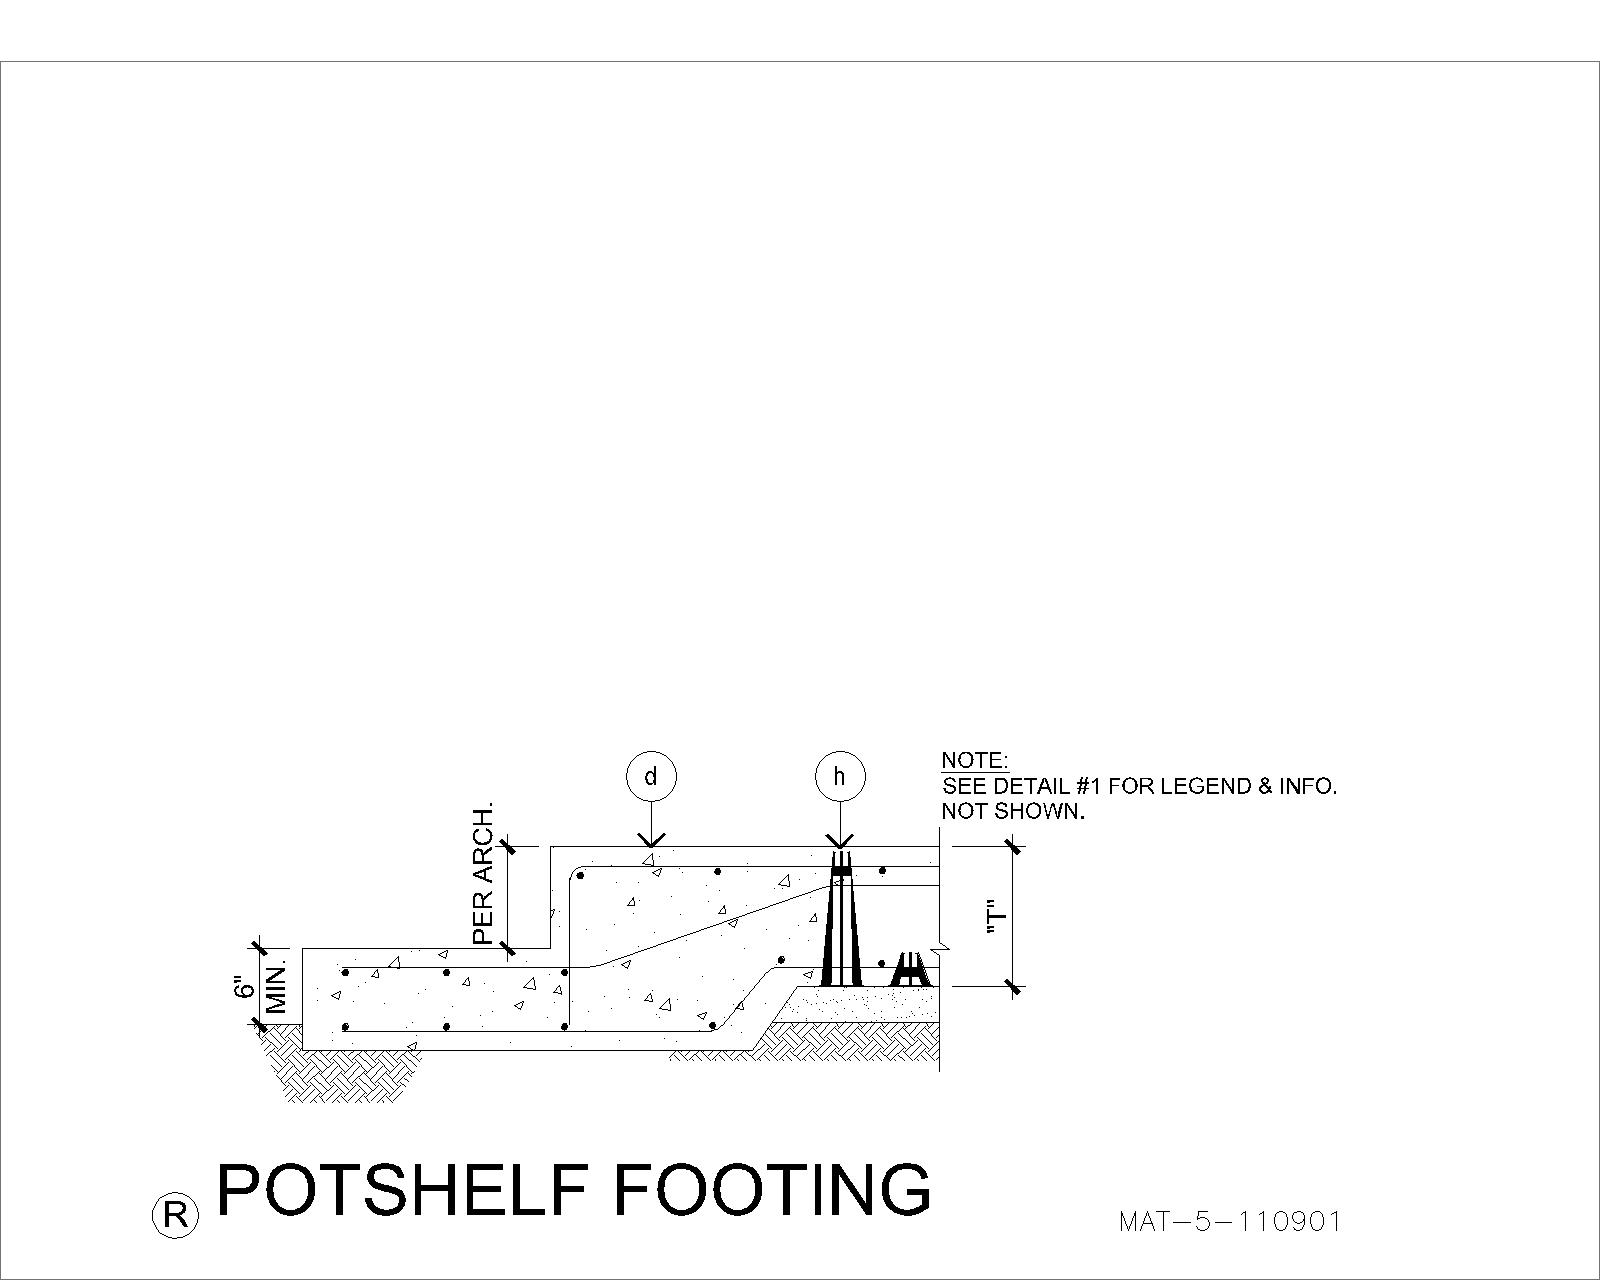 d
h
NOTE:
SEE DETAIL #1 FOR LEGEND & INFO.
NOT SHOWN.
PER ARCH.
"T"
6"
MIN.
R
POTSHELF FOOTING
MAT-5-110901